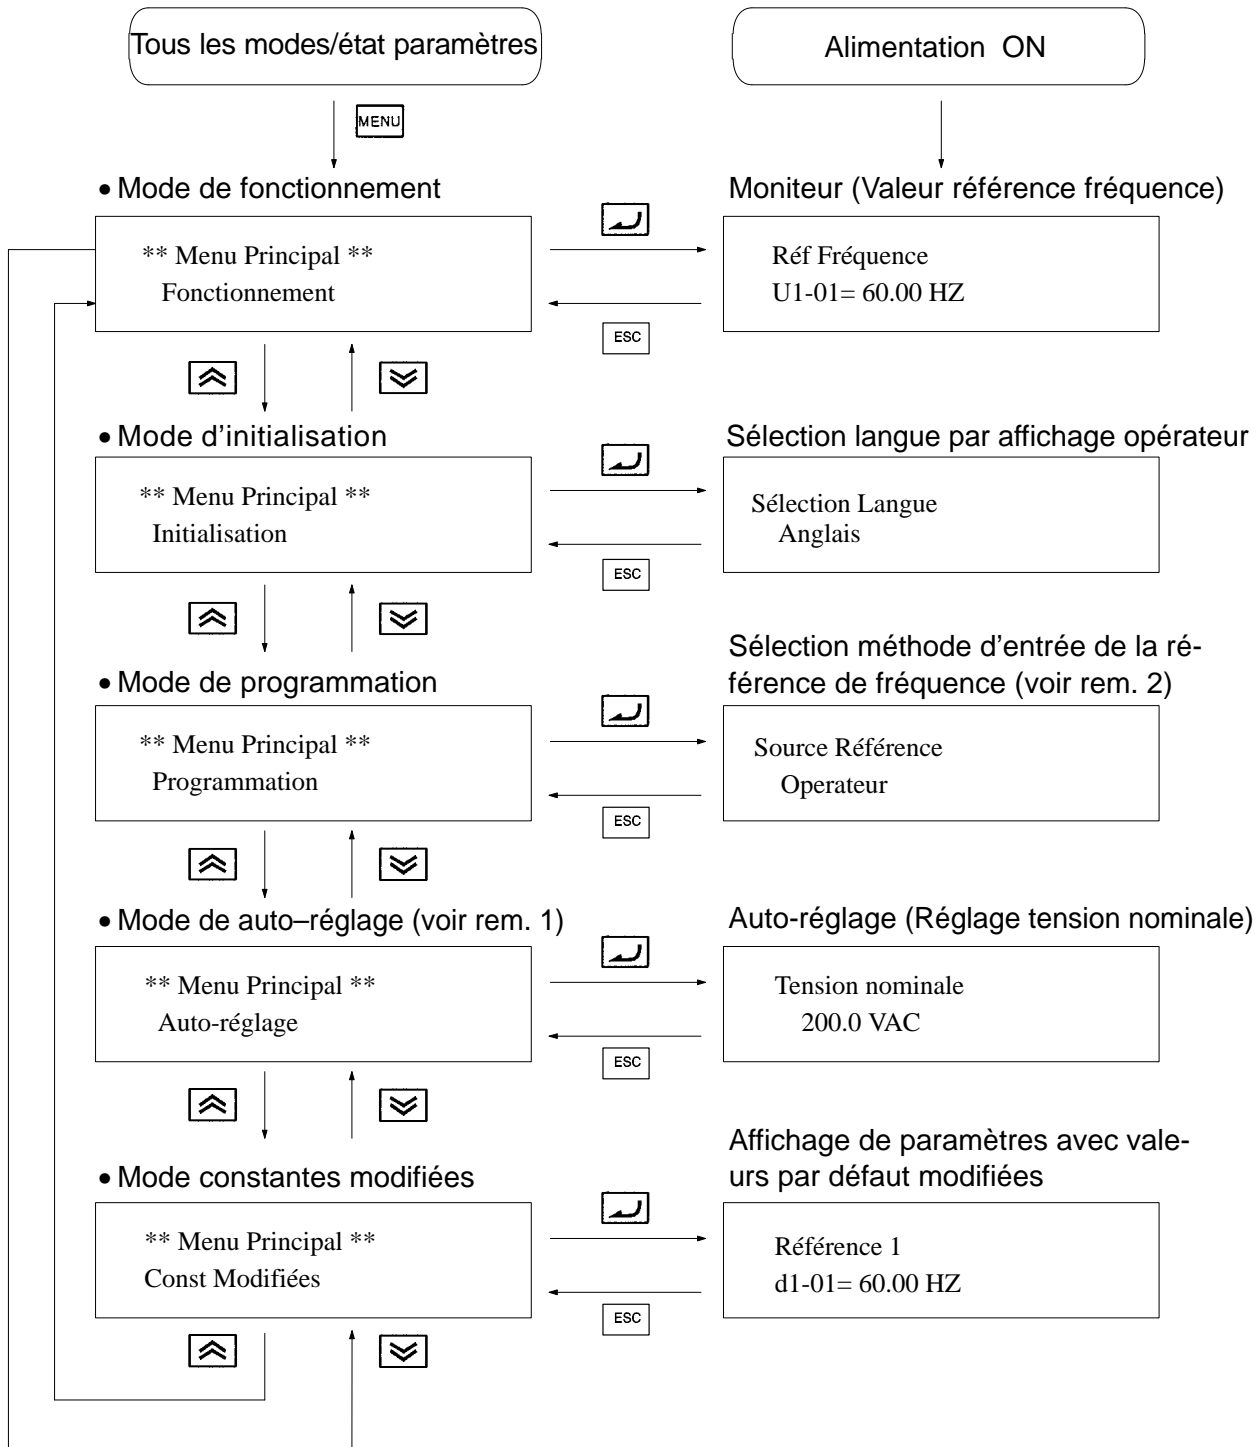 Tous les modes/état paramètres
Alimentation ON
MENU
• Mode de fonctionnement
Moniteur (Valeur référence fréquence)
** Menu Principal **
Fonctionnement
Réf Fréquence
U1-01= 60.00 HZ
ESC
• Mode d'initialisation
Sélection langue par affichage opérateur
** Menu Principal **
Initialisation
Sélection Langue
Anglais
ESC
• Mode de programmation
Sélection méthode d'entrée de la ré-
férence de fréquence (voir rem. 2)
** Menu Principal **
Programmation
Source Référence
Operateur
ESC
• Mode de auto–réglage (voir rem. 1)
Auto-réglage (Réglage tension nominale)
** Menu Principal **
Auto-réglage
Tension nominale
200.0 VAC
ESC
• Mode constantes modifiées
Affichage de paramètres avec vale-
urs par défaut modifiées
** Menu Principal **
Const Modifiées
Référence 1
d1-01= 60.00 HZ
ESC